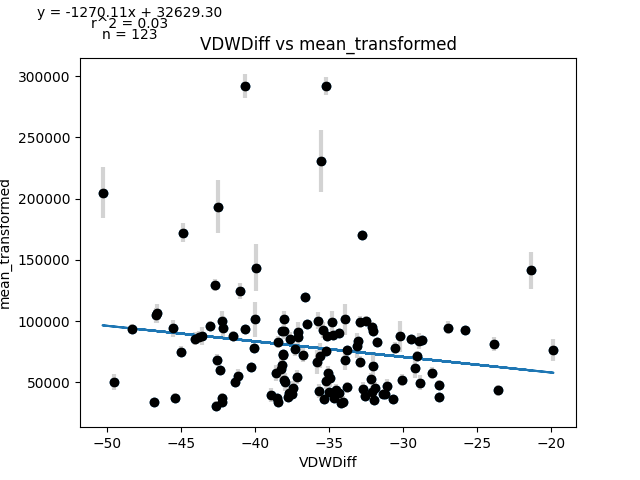 y = -1270.11x + 32629.30
r^2 = 0.03
n = 123
VDWDiff vs mean_transformed
300000
250000
200000
150000
100000
50000
mean_transformed
−50
−45
−40
−35
−30
−25
−20
VDWDiff